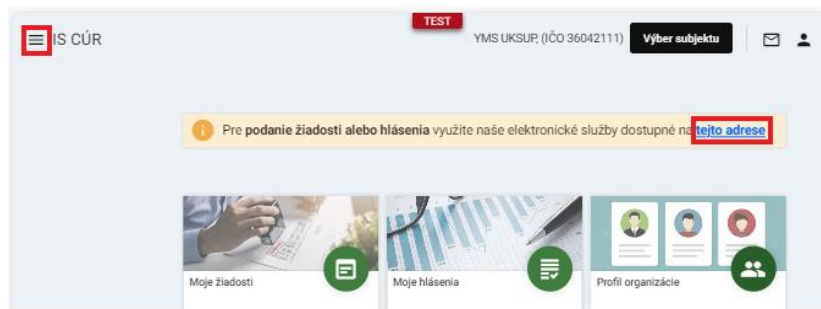 TEST
IS CÚR
YMS UKSUP, (IČO 36042111) Výber subjektu
Pre podanie žiadosti alebo hlásenia využite naše elektronické služby dostupné na tejto adrese
Moje žiadosti
Moje hlásenia
Profil organizácie